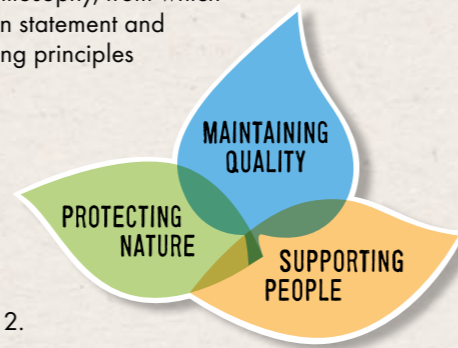 n statement and
ng principles
MAINTAINING
QUALITY
PROTECTING
NATURE
SUPPORTING
PEOPLE
2.